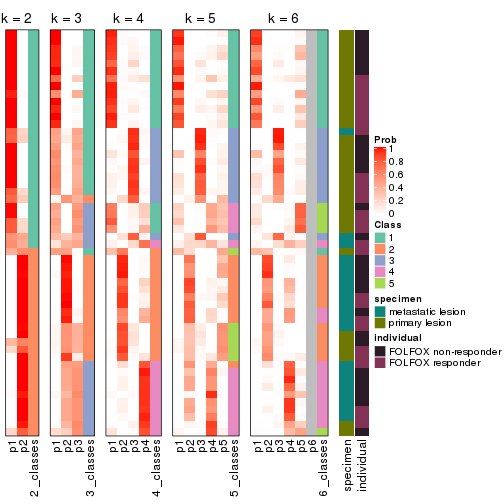 k = 2 k = 3 k = 4 k = 5 k = 6
Prob
1
0.8
0.6
0.4
0.2
0
Class
1
2
3
4
5
specimen
metastatic lesion
primary lesion
individual
FOLFOX non-responder
FOLFOX responder
p1 p2 2_classes p1 p2 p3 3_classes p1 p2 p3 p4 4_classes p1 p2 p3 p4 p5 5_classes p1 p2 p3 p4 p5 p6 6_classes specimen individual